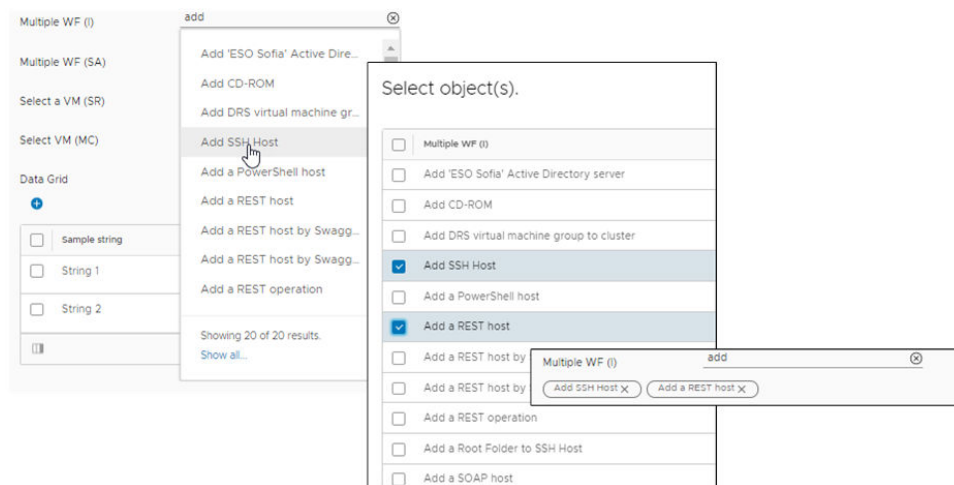 Multiple WF (I)
add
Multiple WF (SA)
Select a VM (SR)
Select VM (MC)
Data Grid
Sample string
String 1
String 2
Add 'ESO Sofia' Active Dire...
Add CD-ROM
Add DRS virtual machine gr...
Add SSH Host
Add a PowerShell host
Add a REST host
Add a REST host by Swagg...
Add a REST host by Swagg...
Add a REST operation
Showing 20 of 20 results.
Show all...
Select object(s).
Multiple WF (I)
Add 'ESO Sofia' Active Directory server
Add CD-ROM
Add DRS virtual machine group to cluster
Add SSH Host
Add a PowerShell host
Add a REST host
Add a REST host by
Add a REST host by
Add a REST operation
Add a Root Folder to SSH Host
Add a SOAP host
Multiple WF (I)
add
Add SSH Host
Add a REST host